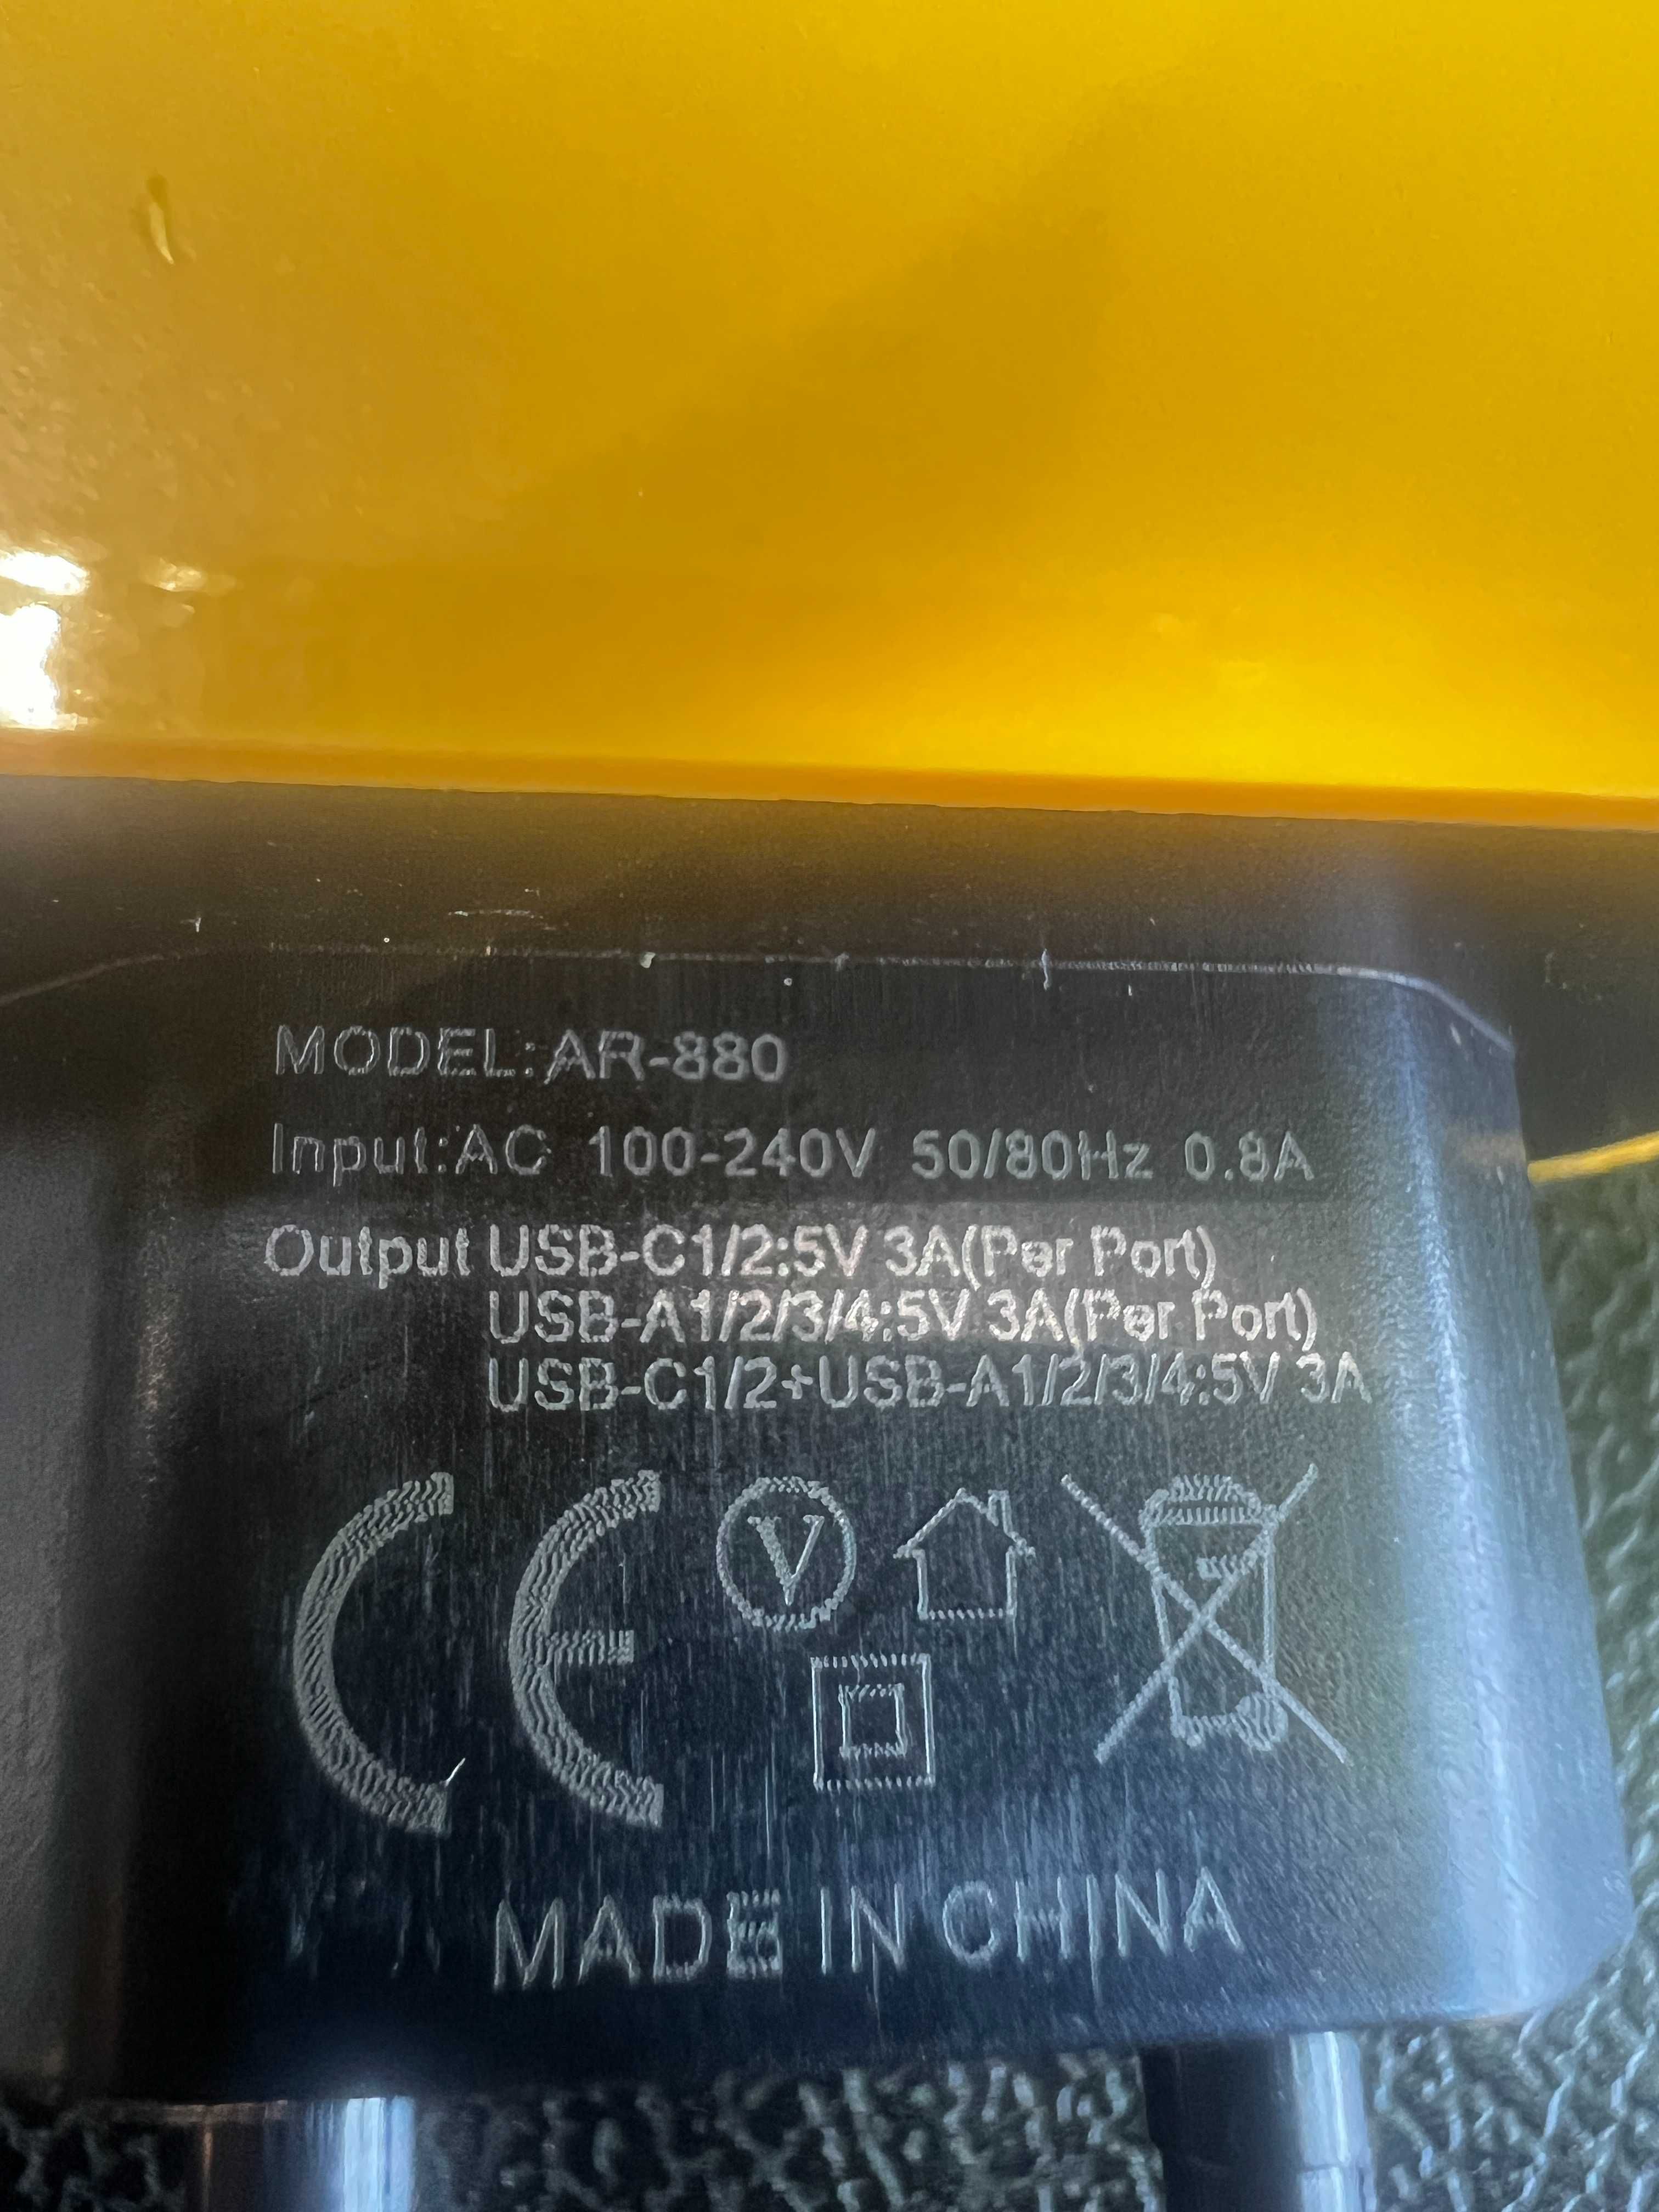 MODEL:AR-880
Input:AC 100-240V 50/80Hz 0.8A
Output USB-C1/2:5V 3A(Per Port)
USB-A1/2/3/4:5V 3A(Per Port)
USB-C1/2+USB-A1/2/3/4:5V 3A
CE V
MADE IN CHINA